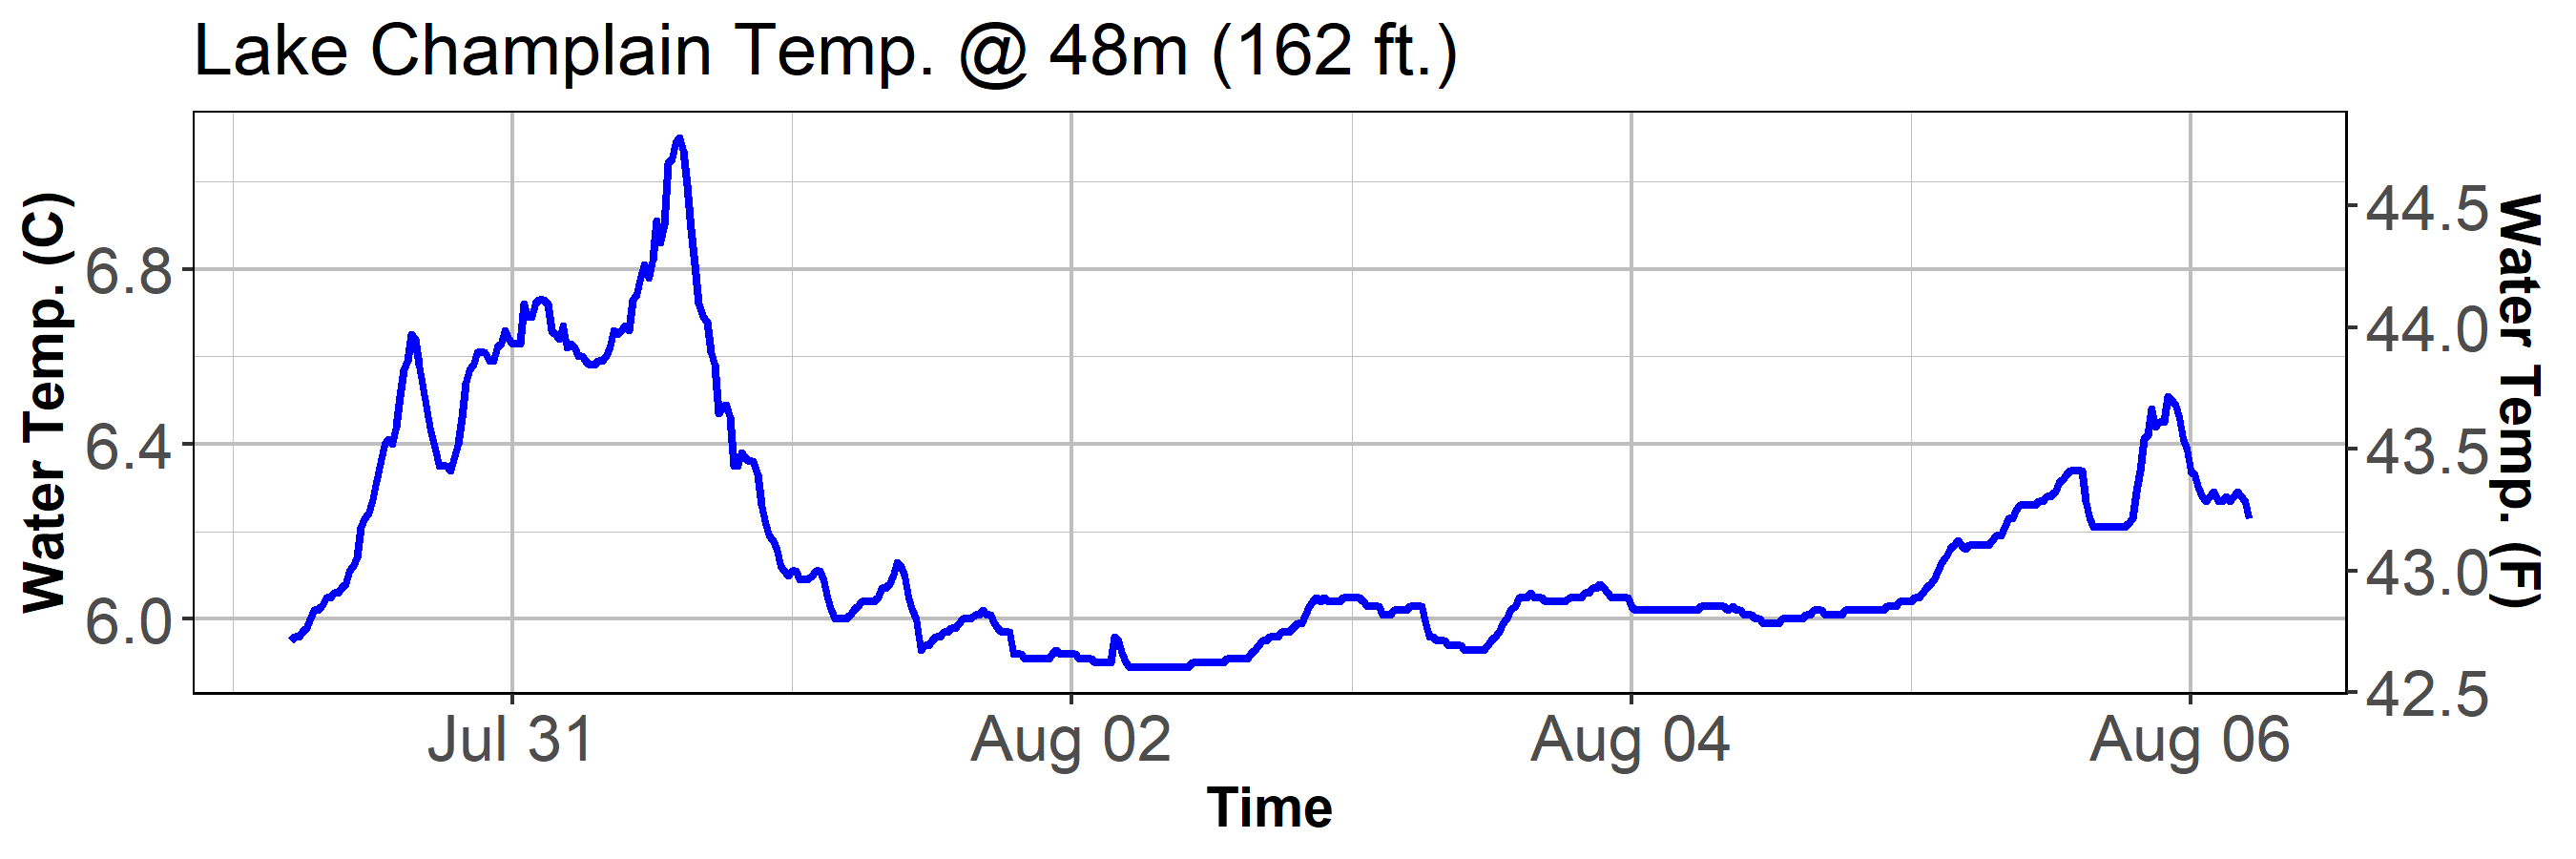 Lake Champlain Temp. @ 48m (162 ft.)
Water Temp. (C)
6.8
6.4
6.0
44.5
44.0
43.5
43.0
42.5
Water Temp. (F)
Jul 31 Aug 02 Aug 04 Aug 06
Time